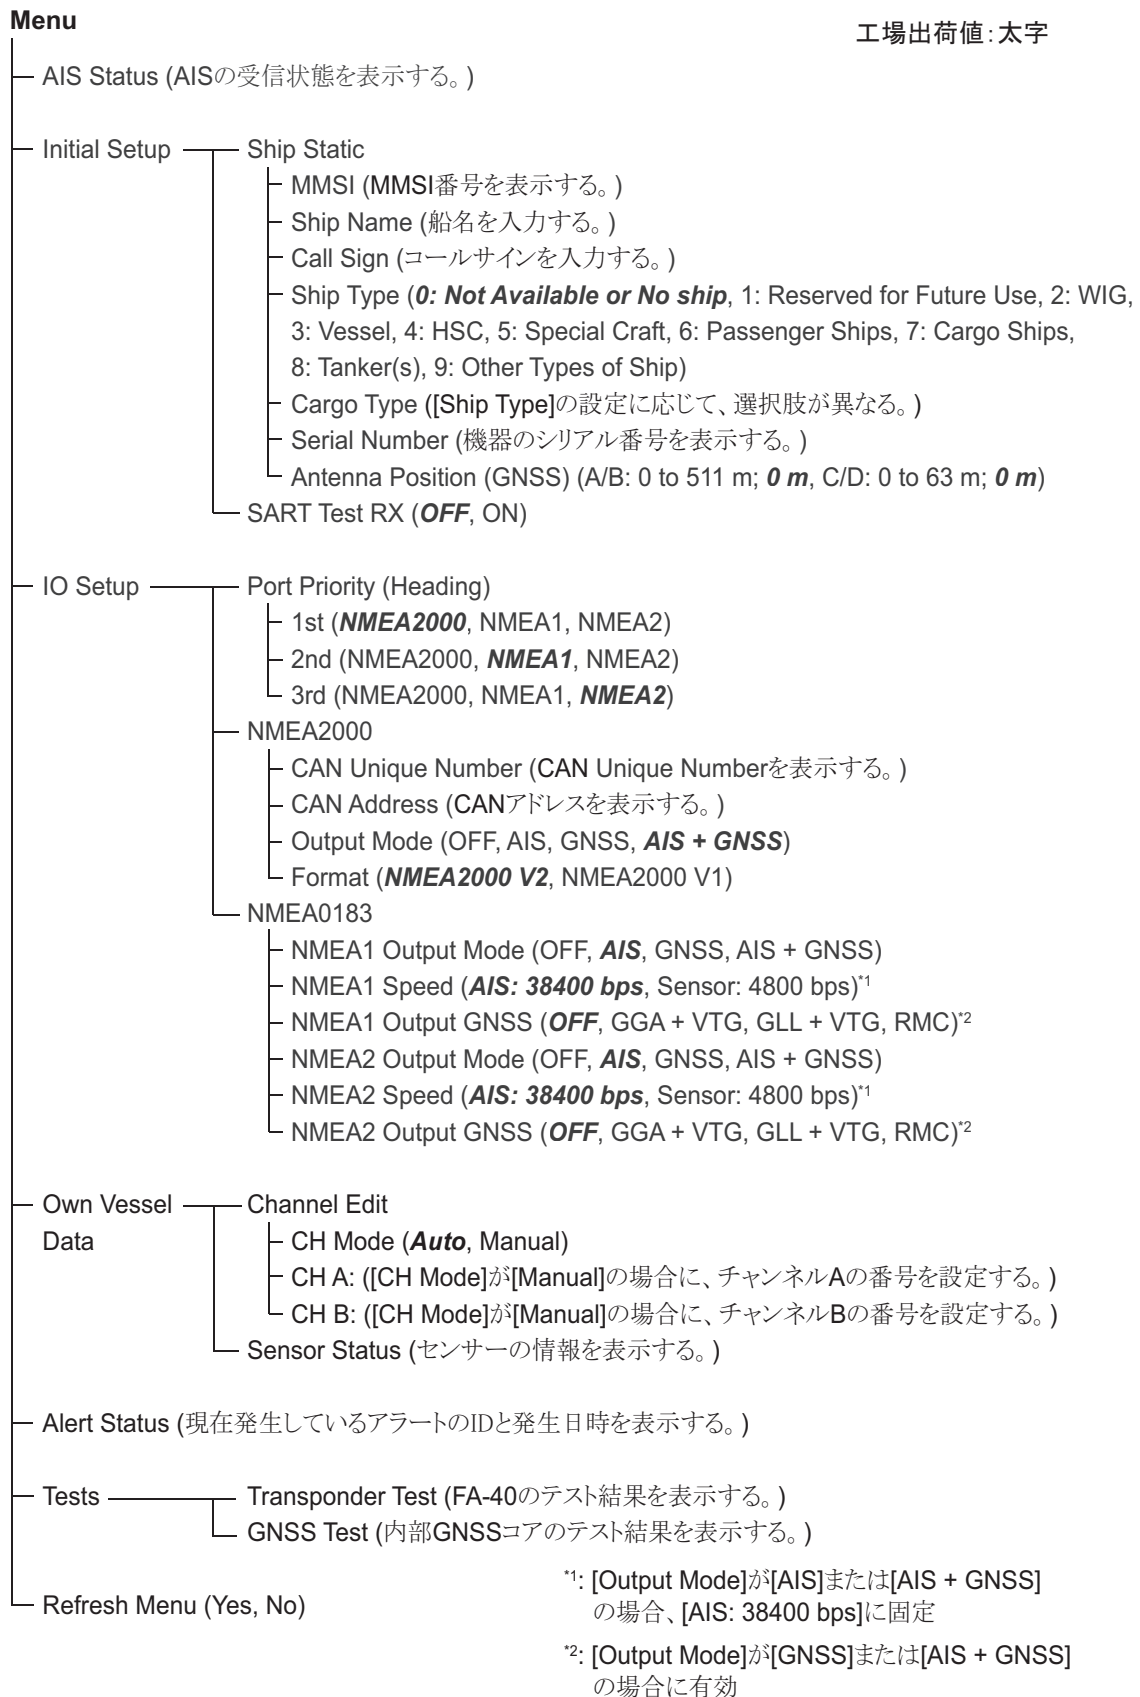 Menu
工場出荷値:太字
AIS Status (AISの受信状態を表示する。)
Initial Setup
Ship Static
MMSI (MMSI番号を表示する。)
Ship Name (船名を入力する。)
Call Sign (コールサインを入力する。)
Ship Type (0: Not Available or No ship, 1: Reserved for Future Use, 2: WIG,
3: Vessel, 4: HSC, 5: Special Craft, 6: Passenger Ships, 7: Cargo Ships,
8: Tanker(s), 9: Other Types of Ship)
Cargo Type ([Ship Type]の設定に応じて、選択肢が異なる。)
Serial Number (機器のシリアル番号を表示する。)
Antenna Position (GNSS) (A/B: 0 to 511 m; 0 m, C/D: 0 to 63 m; 0 m)
SART Test RX (OFF, ON)
IO Setup
Port Priority (Heading)
1st (NMEA2000, NMEA1, NMEA2)
2nd (NMEA2000, NMEA1, NMEA2)
3rd (NMEA2000, NMEA1, NMEA2)
NMEA2000
CAN Unique Number (CAN Unique Numberを表示する。)
CAN Address (CANアドレスを表示する。)
Output Mode (OFF, AIS, GNSS, AIS + GNSS)
Format (NMEA2000 V2, NMEA2000 V1)
NMEA0183
NMEA1 Output Mode (OFF, AIS, GNSS, AIS + GNSS)
NMEA1 Speed (AIS: 38400 bps, Sensor: 4800 bps)*1
NMEA1 Output GNSS (OFF, GGA + VTG, GLL + VTG, RMC)*2
NMEA2 Output Mode (OFF, AIS, GNSS, AIS + GNSS)
NMEA2 Speed (AIS: 38400 bps, Sensor: 4800 bps)*1
NMEA2 Output GNSS (OFF, GGA + VTG, GLL + VTG, RMC)*2
Own Vessel
Data
Channel Edit
CH Mode (Auto, Manual)
CH A: ([CH Mode]が[Manual]の場合に、チャンネルAの番号を設定する。)
CH B: ([CH Mode]が[Manual]の場合に、チャンネルBの番号を設定する。)
Sensor Status (センサーの情報を表示する。)
Alert Status (現在発生しているアラートのIDと発生日時を表示する。)
Tests
Transponder Test (FA-40のテスト結果を表示する。)
GNSS Test (内部GNSSコアのテスト結果を表示する。)
Refresh Menu (Yes, No)
*1: [Output Mode]が[AIS]または[AIS + GNSS]
の場合、[AIS: 38400 bps]に固定
*2: [Output Mode]が[GNSS]または[AIS + GNSS]
の場合に有効